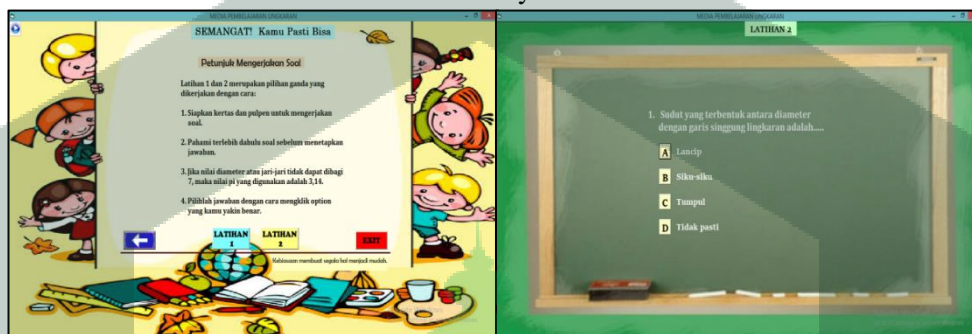 MEDIA PEMBELAJARAN LINGKARAN
SEMANGAT! Kamu Pasti Bisa
Petunjuk Mengerjakan Soal
Latihan 1 dan 2 merupakan pilihan ganda yang
dikerjakan dengan cara:
1. Siapkan kertas dan pulpen untuk mengerjakan
soal.
2. Pahami terlebih dahulu soal sebelum menetapkan
jawaban.
3. Jika nilai diameter atau jari-jari tidak dapat dibagi
7, maka nilai pi yang digunakan adalah 3,14.
4. Pilihlah jawaban dengan cara mengklik option
yang kamu yakin benar.
LATIHAN
1
LATIHAN
2
EXIT
Kebiasaan membuat segala hal menjadi mudah.
MEDIA PEMBELAJARAN LINGKARAN
LATIHAN 2
1. Sudut yang terbentuk antara diameter
dengan garis singgung lingkaran adalah.....
A Lancip
B Siku-siku
C Tumpul
D Tidak pasti